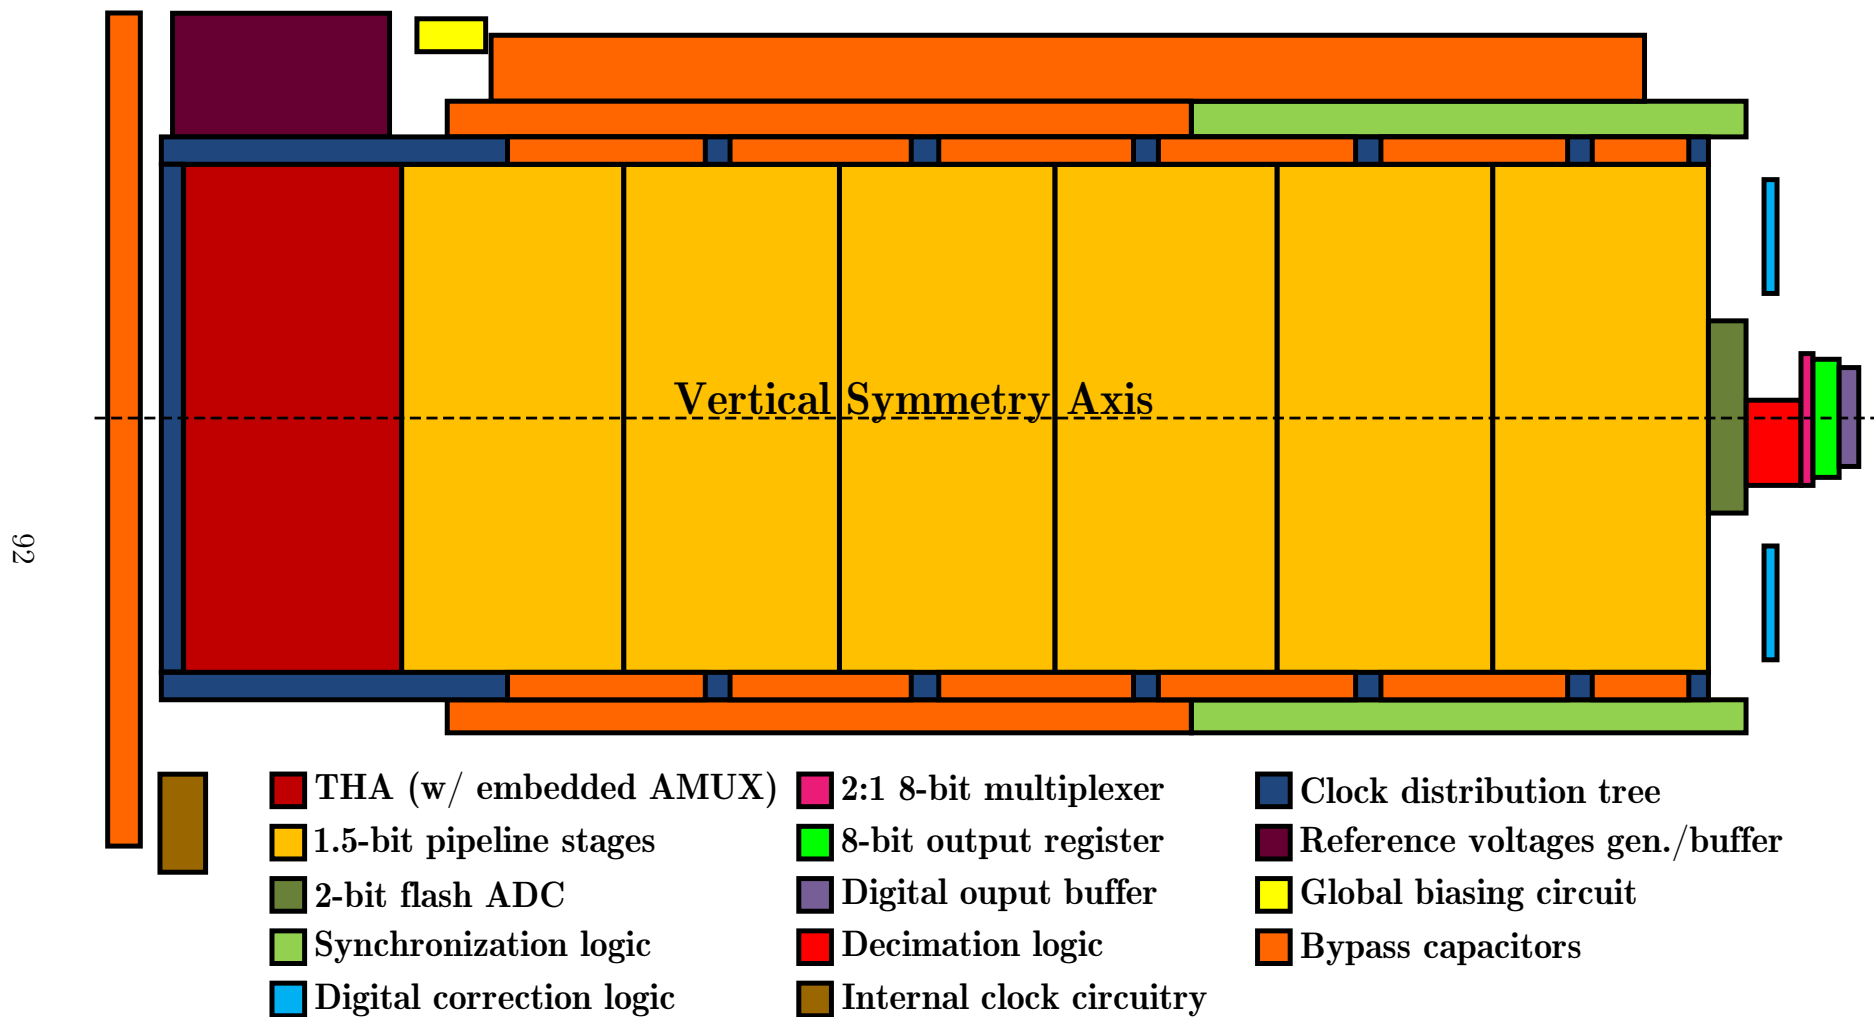 Vertical Symmetry Axis
92
THA (w/ embedded AMUX)
1.5-bit pipeline stages
2-bit flash ADC
Synchronization logic
Digital correction logic
2:1 8-bit multiplexer
8-bit output register
Digital ouput buffer
Decimation logic
Internal clock circuitry
Clock distribution tree
Reference voltages gen./buffer
Global biasing circuit
Bypass capacitors